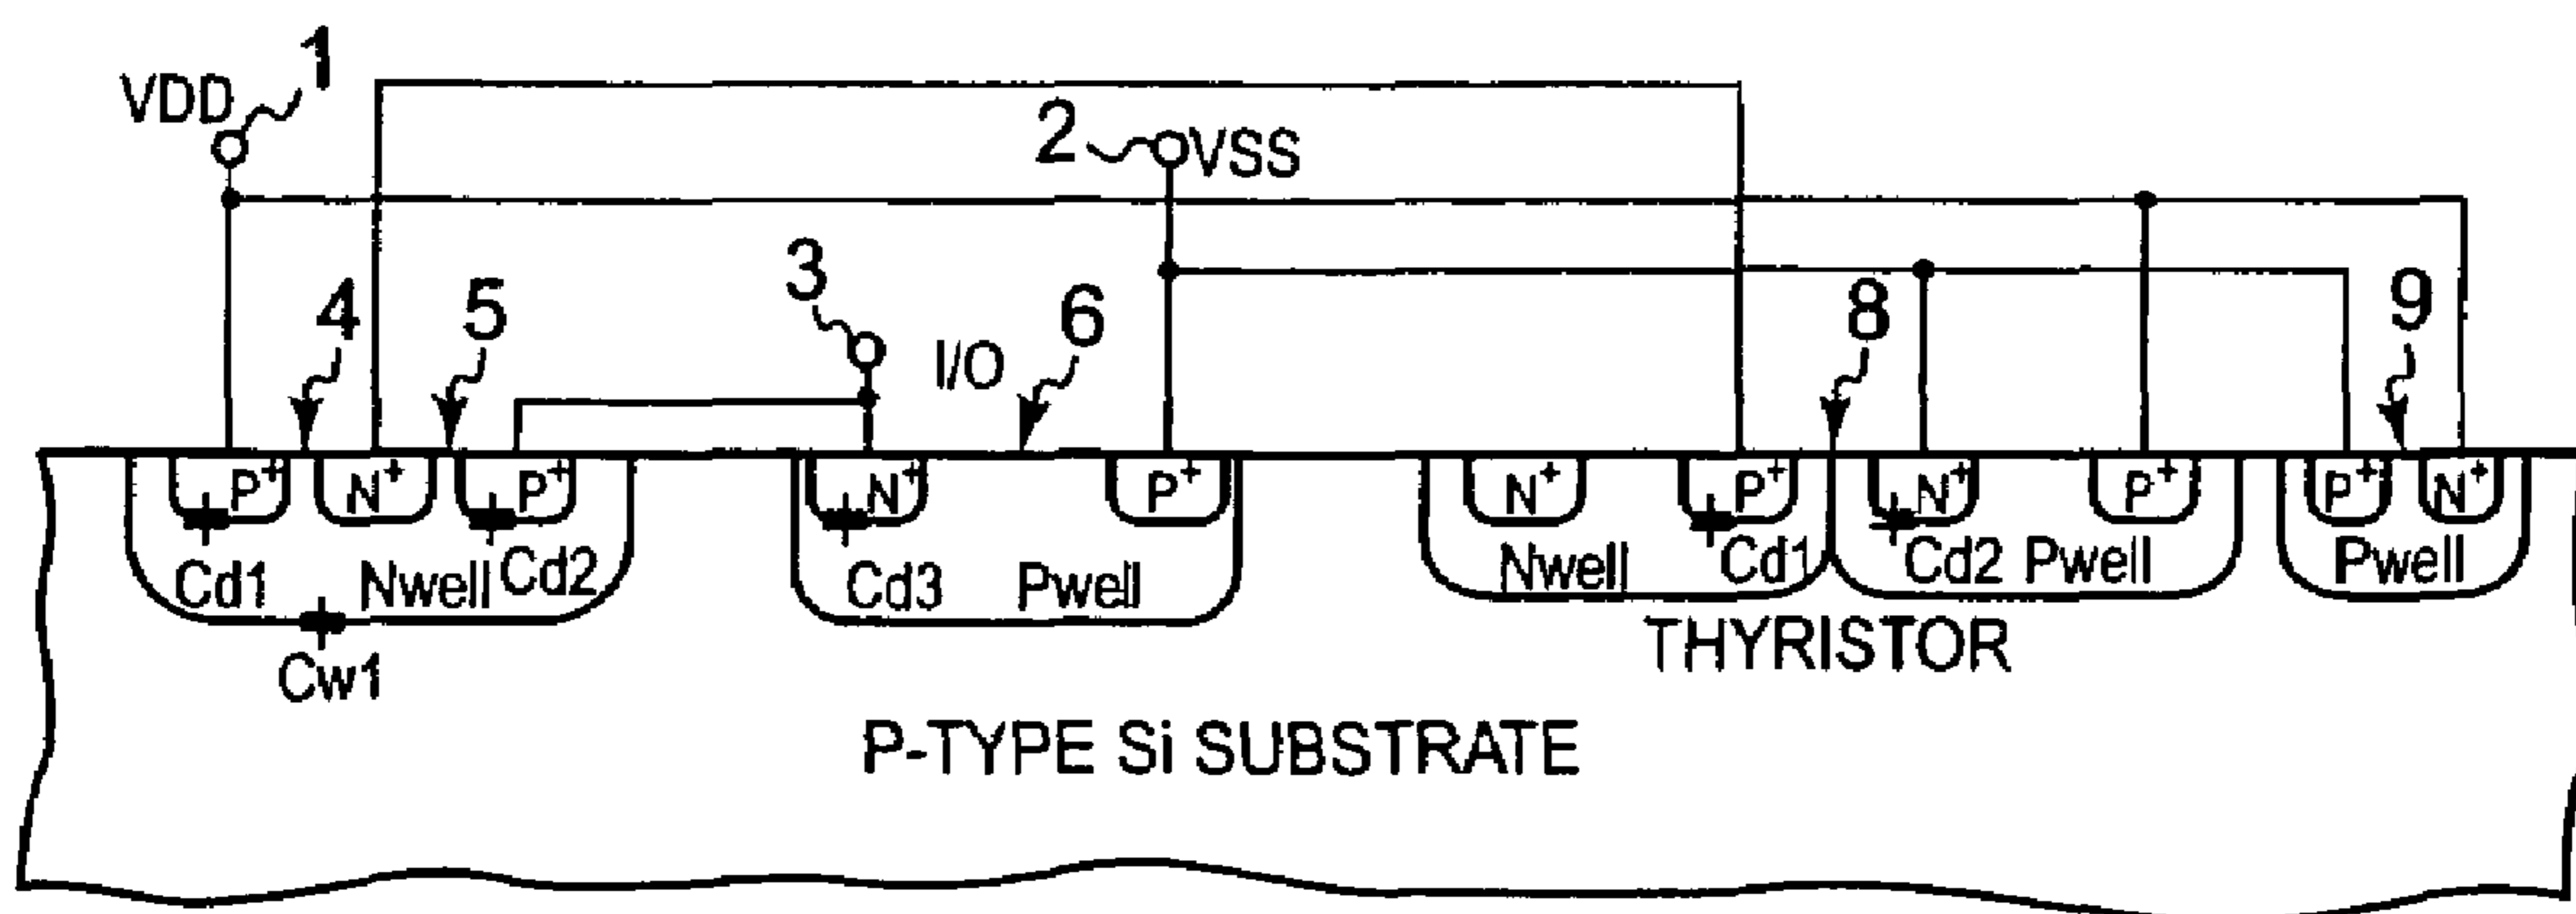 1
VDD
2
VSS
3
I/O
4
5
6
8
9
P+
N+
P+
N+
P+
N+
P+
N+
P+
P+
N+
Cd1
Nwell
Cd2
Cd3
Pwell
Nwell
Cd1
Cd2
Pwell
Pwell
Cw1
THYRISTOR
P-TYPE Si SUBSTRATE